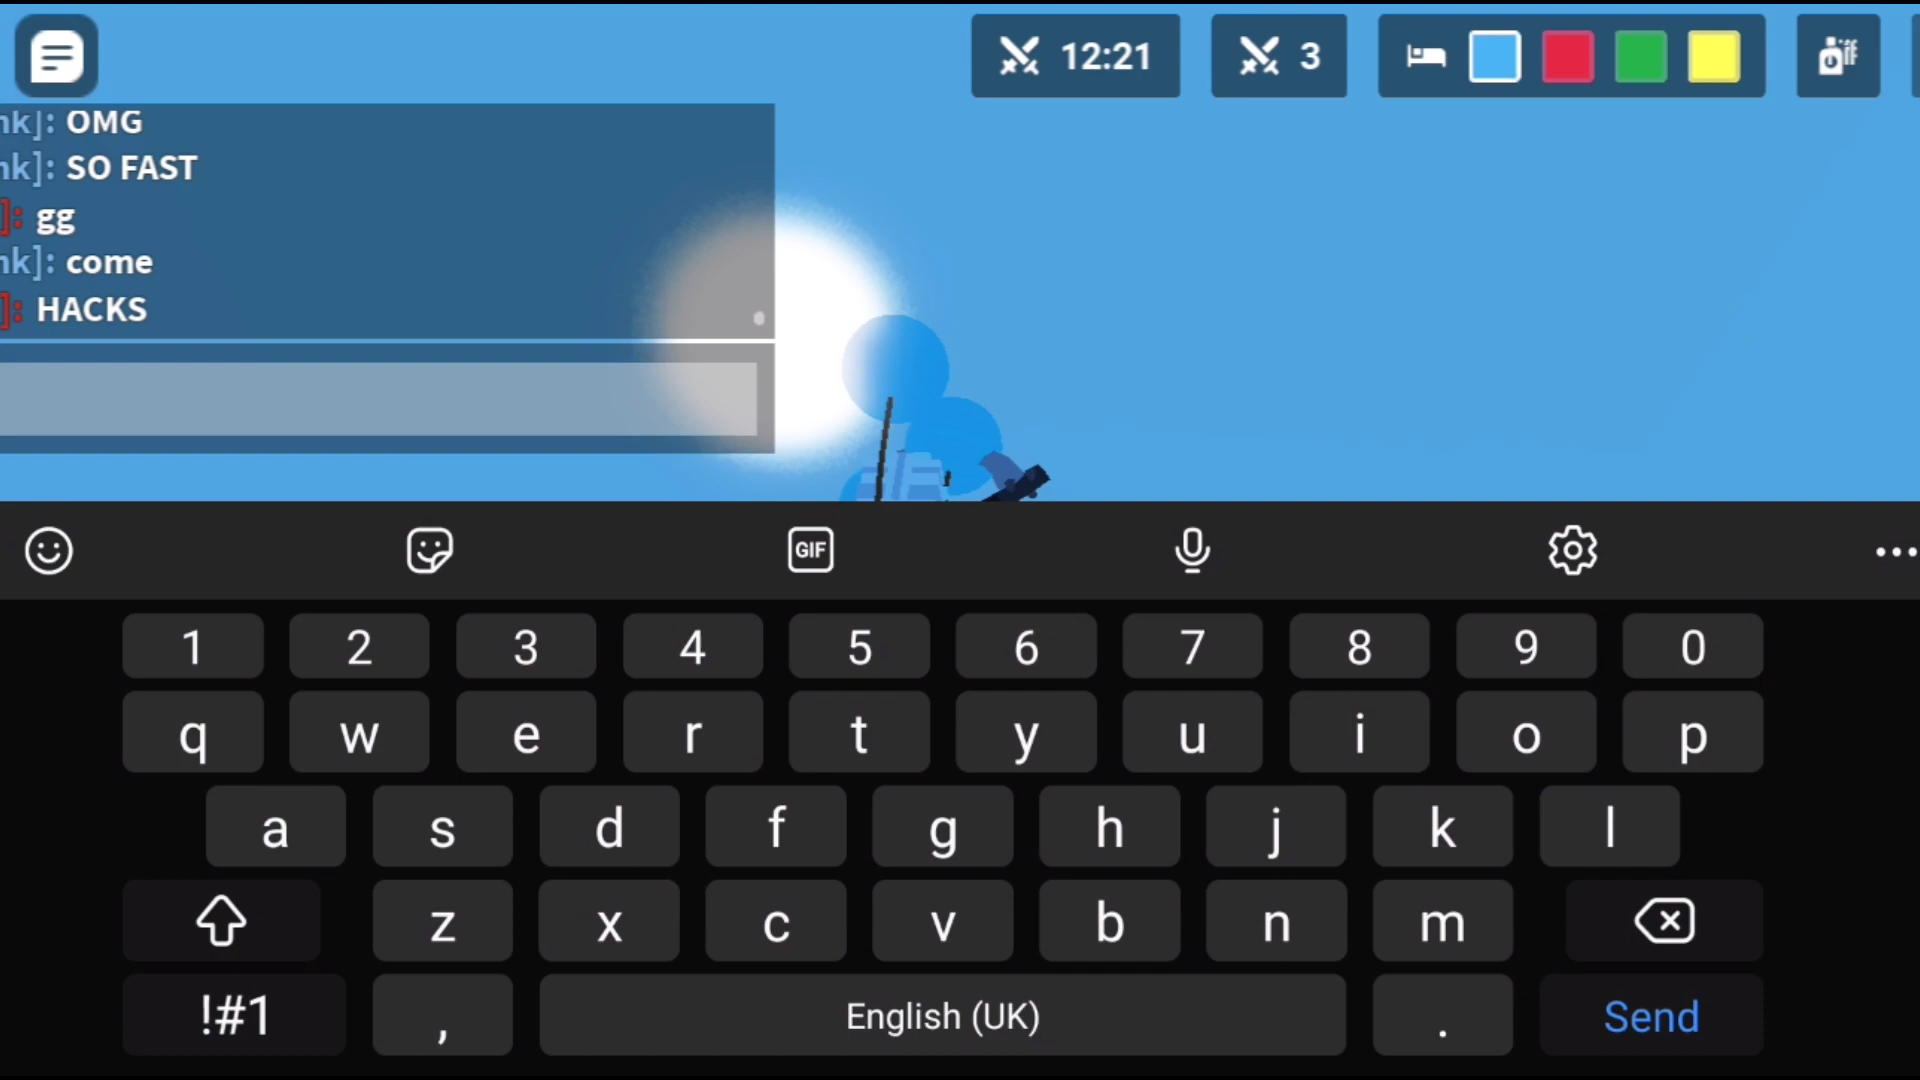 12:21
3
nk]: OMG
nk]: SO FAST
]: gg
nk]: come
]: HACKS
GIF
1 2 3 4 5 6 7 8 9 0
q w e r t y u i o p
a s d f g h j k l
z x c v b n m
!#1 , English (UK) . Send